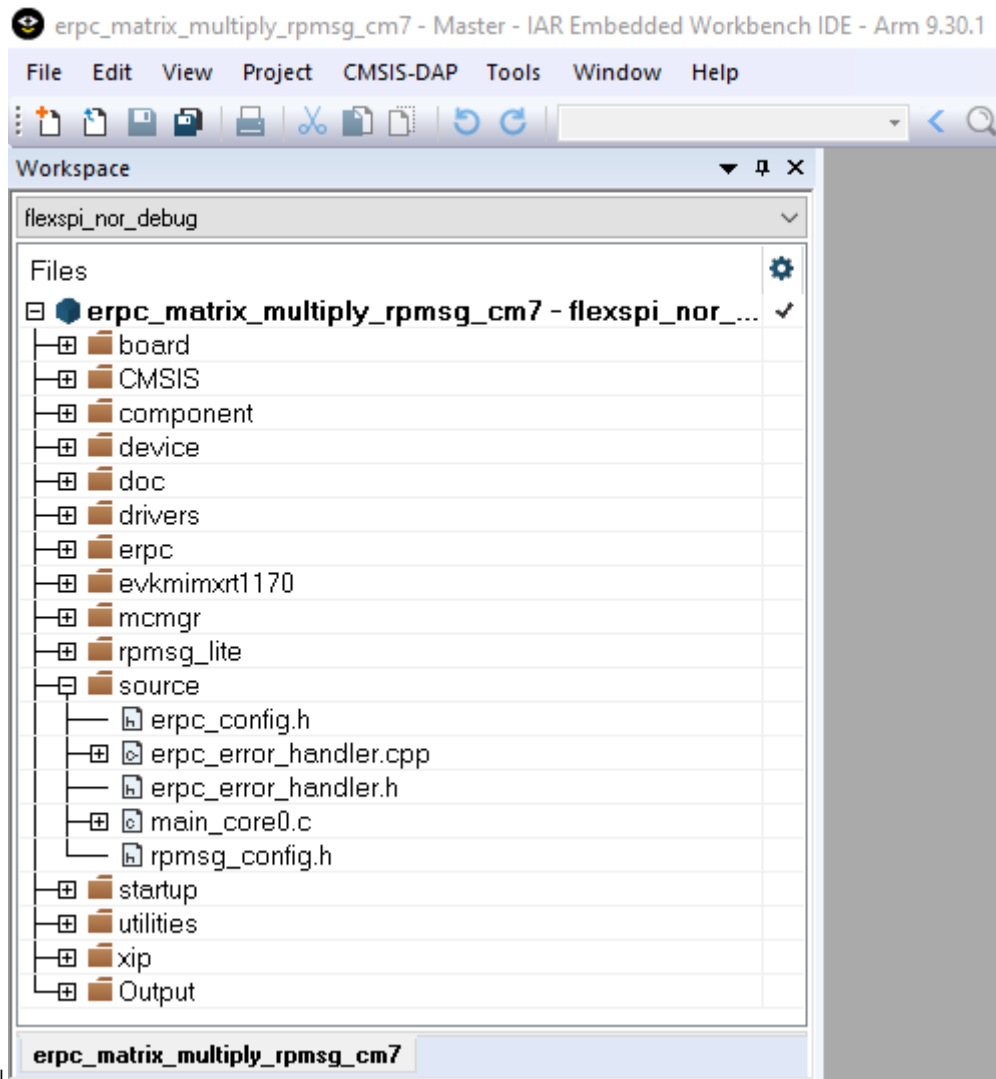 erpc_matrix_multiply_rpmsg_cm7 - Master - IAR Embedded Workbench IDE - Arm 9.30.1
File Edit View Project CMSIS-DAP Tools Window Help
Workspace
flexspi_nor_debug
Files
erpc_matrix_multiply_rpmsg_cm7 - flexspi_nor_...
board
CMSIS
component
device
doc
drivers
erpc
evkmimxrt1170
mcmgr
rpmsg_lite
source
erpc_config.h
erpc_error_handler.cpp
erpc_error_handler.h
main_core0.c
rpmsg_config.h
startup
utilities
xip
Output
erpc_matrix_multiply_rpmsg_cm7